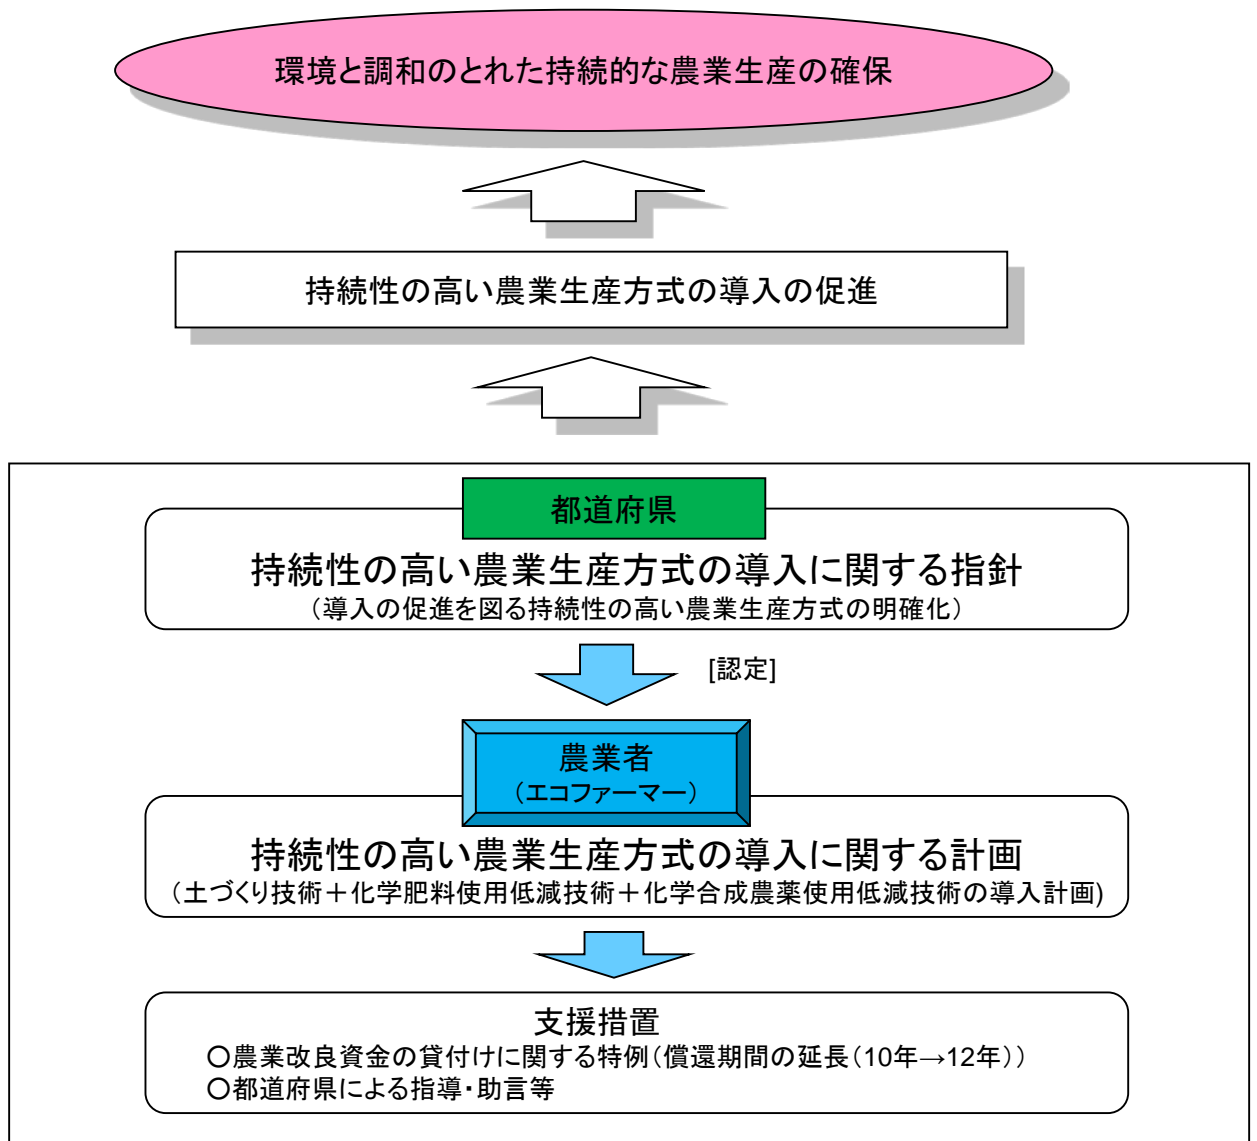 環境と調和のとれた持続的な農業生産の確保
持続性の高い農業生産方式の導入の促進
都道府県
持続性の高い農業生産方式の導入に関する指針
（導入の促進を図る持続性の高い農業生産方式の明確化）
[認定]
農業者
（エコファーマー）
持続性の高い農業生産方式の導入に関する計画
（土づくり技術＋化学肥料使用低減技術＋化学合成農薬使用低減技術の導入計画)
支援措置
○農業改良資金の貸付けに関する特例（償還期間の延長（10年→12年））
○都道府県による指導・助言等